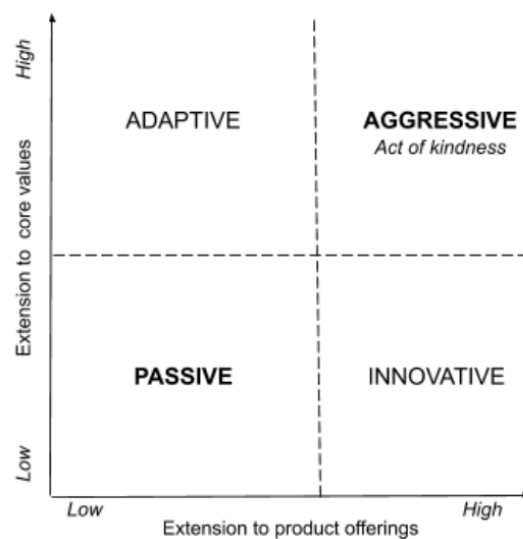 High
ADAPTIVE
AGGRESSIVE
Act of kindness
Extension to core values
PASSIVE
INNOVATIVE
Low
Low
High
Extension to product offerings